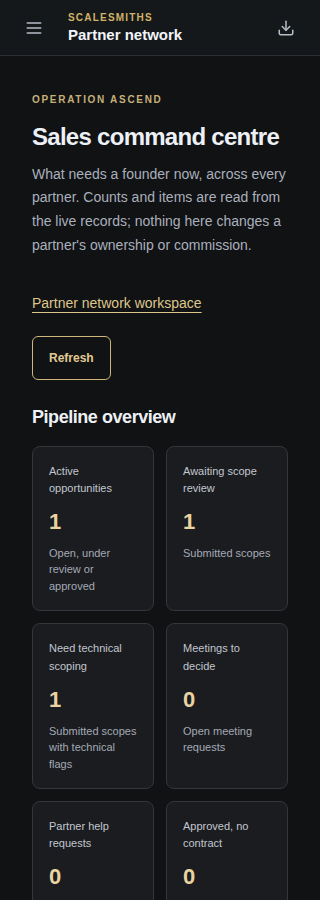 SCALESMITHS
Partner network
OPERATION ASCEND
Sales command centre
What needs a founder now, across every
partner. Counts and items are read from
the live records; nothing here changes a
partner's ownership or commission.
Partner network workspace
Refresh
Pipeline overview
Active
opportunities
1
Open, under
review or
approved
Awaiting scope
review
1
Submitted scopes
Need technical
scoping
1
Submitted scopes
with technical
flags
Meetings to
decide
0
Open meeting
requests
Partner help
requests
0
Approved, no
contract
0